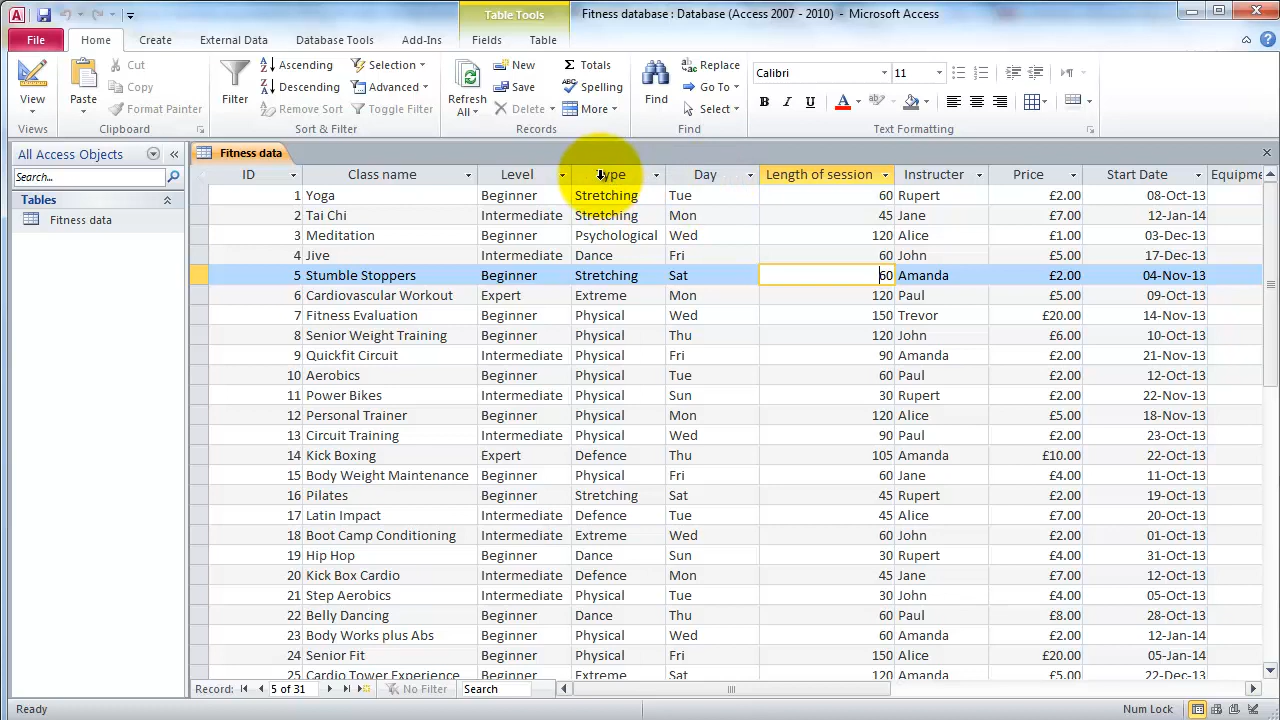 Table Tools
Fitness database : Database (Access 2007 - 2010) - Microsoft Access
File Home Create External Data Database Tools Add-Ins Fields Table
View
Views
Paste
Cut
Copy
Format Painter
Clipboard
Filter
Ascending
Descending
Remove Sort
Selection
Advanced
Toggle Filter
Sort & Filter
Refresh All
New
Save
Delete
Totals
Spelling
More
Records
Find
Replace
Go To
Select
Find
Calibri 11
B I U A
Text Formatting
All Access Objects
Search...
Tables
Fitness data
Fitness data
ID Class name Level Type Day Length of session Instructor Price Start Date Equipme
1 Yoga Beginner Stretching Tue 60 Rupert £2.00 08-Oct-13
2 Tai Chi Intermediate Stretching Mon 45 Jane £7.00 12-Jan-14
3 Meditation Beginner Psychological Wed 120 Alice £1.00 03-Dec-13
4 Jive Intermediate Dance Fri 60 John £5.00 17-Dec-13
5 Stumble Stoppers Beginner Stretching Sat 60 Amanda £2.00 04-Nov-13
6 Cardiovascular Workout Expert Extreme Mon 120 Paul £5.00 09-Oct-13
7 Fitness Evaluation Beginner Physical Wed 150 Trevor £20.00 14-Nov-13
8 Senior Weight Training Beginner Physical Thu 120 John £6.00 10-Oct-13
9 Quickfit Circuit Intermediate Physical Fri 90 Amanda £2.00 21-Nov-13
10 Aerobics Beginner Physical Tue 60 Paul £2.00 12-Oct-13
11 Power Bikes Intermediate Physical Sun 30 Rupert £2.00 22-Nov-13
12 Personal Trainer Beginner Physical Mon 120 Alice £5.00 18-Nov-13
13 Circuit Training Intermediate Physical Wed 90 Paul £2.00 23-Oct-13
14 Kick Boxing Expert Defence Thu 105 Amanda £10.00 22-Oct-13
15 Body Weight Maintenance Beginner Physical Fri 60 Jane £4.00 11-Oct-13
16 Pilates Beginner Stretching Sat 45 Rupert £2.00 19-Oct-13
17 Latin Impact Intermediate Defence Tue 45 Alice £7.00 20-Oct-13
18 Boot Camp Conditioning Intermediate Extreme Wed 60 John £2.00 01-Oct-13
19 Hip Hop Beginner Dance Sun 30 Rupert £4.00 31-Oct-13
20 Kick Box Cardio Intermediate Defence Mon 45 Jane £7.00 12-Oct-13
21 Step Aerobics Intermediate Physical Tue 30 John £4.00 05-Oct-13
22 Belly Dancing Beginner Dance Thu 60 Paul £8.00 28-Oct-13
23 Body Works plus Abs Beginner Physical Wed 60 Amanda £2.00 12-Jan-14
24 Senior Fit Beginner Physical Fri 150 Alice £20.00 05-Jan-14
25 Cardio Tower Experience Beginner Extreme Sat 45 Amanda £5.00 22-Dec-13
Record: 5 of 31 No Filter Search
Ready Num Lock